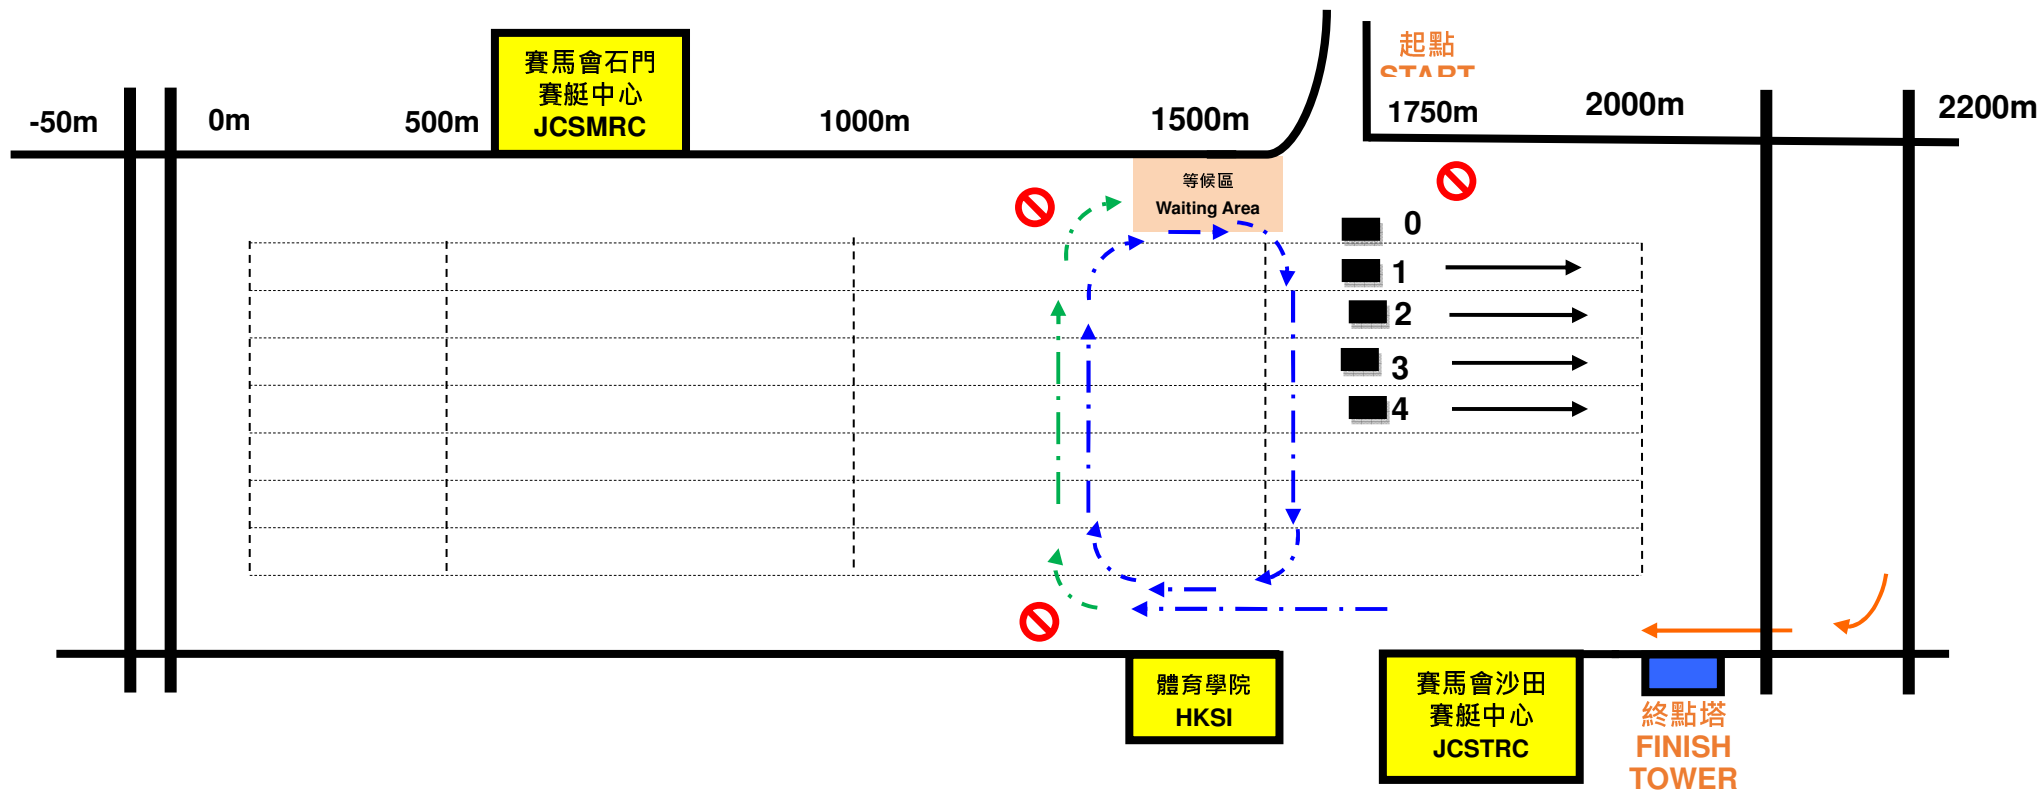 起點
START
賽馬會石門
賽艇中心
JCSMRC
-50m
0m
500m
1000m
1500m
1750m
2000m
2200m
等候區
Waiting Area
0
1
2
3
4
體育學院
HKSI
賽馬會沙田
賽艇中心
JCSTRC
終點塔
FINISH
TOWER